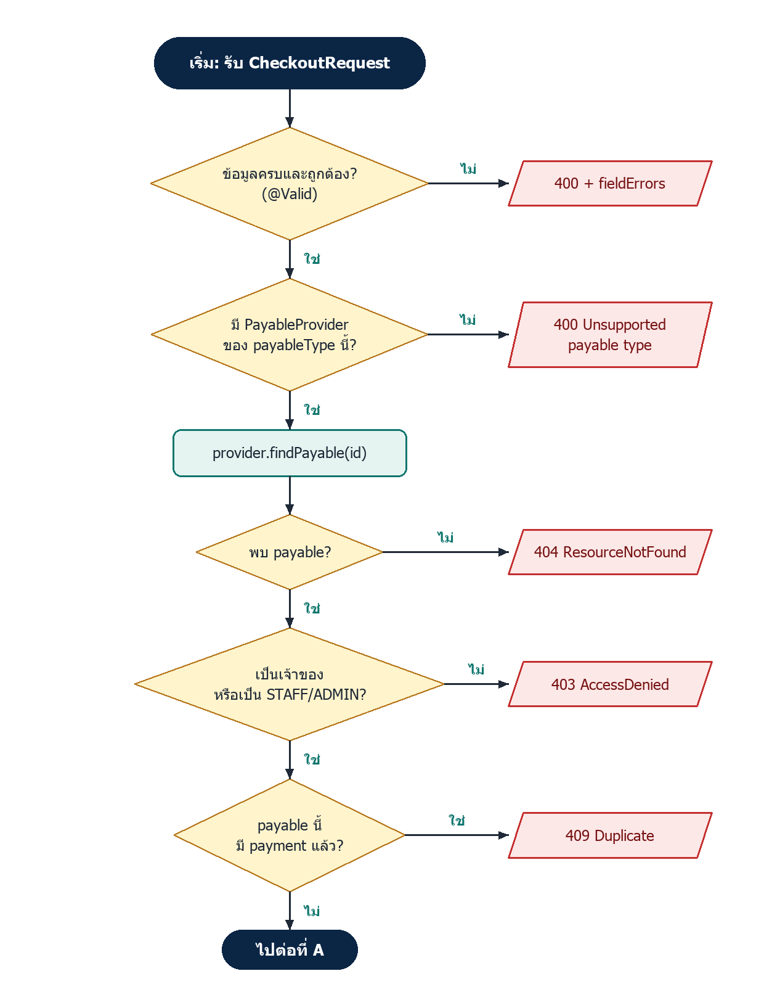 เริ่ม: รับ CheckoutRequest
ข้อมูลครบและถูกต้อง?
(@Valid)
ไม่
400 + fieldErrors
ใช่
มี PayableProvider
ของ payableType นี้?
ไม่
400 Unsupported
payable type
ใช่
provider.findPayable(id)
พบ payable?
ไม่
404 ResourceNotFound
ใช่
เป็นเจ้าของ
หรือเป็น STAFF/ADMIN?
ไม่
403 AccessDenied
ใช่
payable นี้
มี payment แล้ว?
ใช่
409 Duplicate
ไม่
ไปต่อที่ A